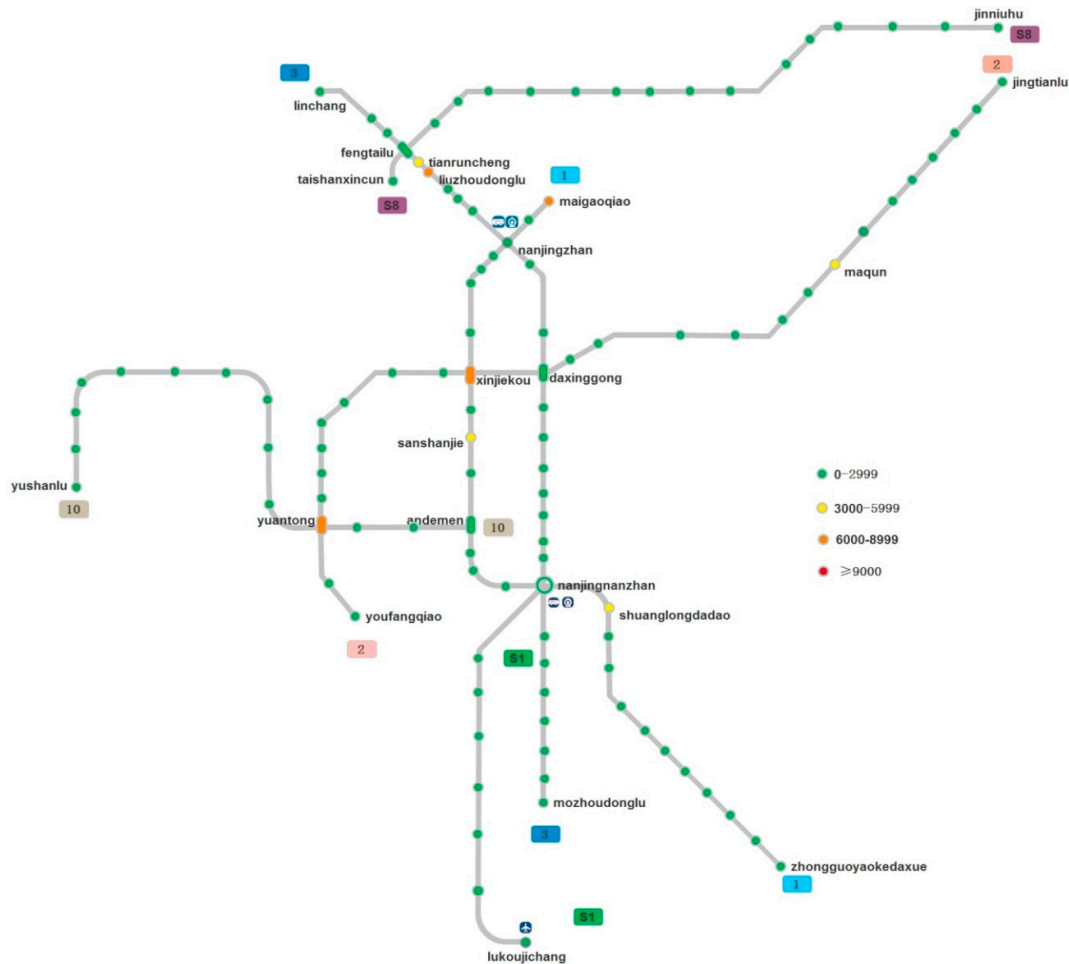 jinniuhu
S8
3
2
jingtianlu
linchang
fengtailu
tianruncheng
liuzhoudonglu
1
taishanxincun
maigaoqiao
S8
nanjingzhan
maqun
xinjiekou
daxinggong
sanshanjie
yushanlu
0-2999
10
3000-5999
yuantong
andemen
10
6000-8999
≥9000
nanjingnanzhan
youfangqiao
shuanglongdadao
2
S1
mozhoudonglu
3
zhongguoyaokedaxue
1
S1
lukoujichang